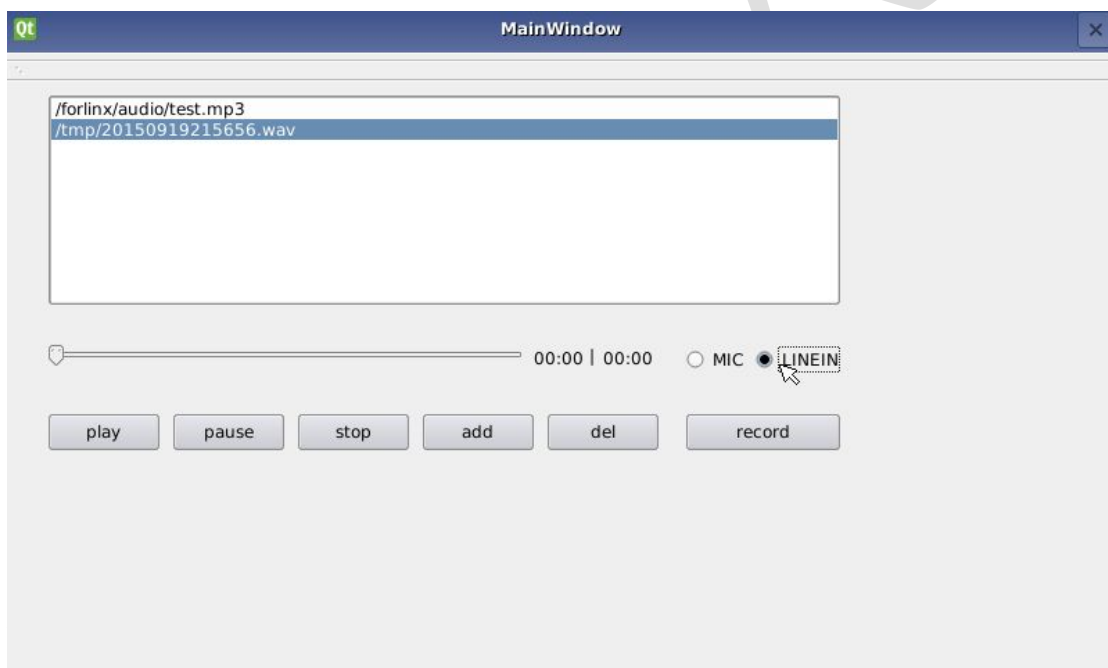 Qt MainWindow
/forlinx/audio/test.mp3
/tmp/20150919215656.wav
00:00 | 00:00 MIC LINEIN
play pause stop add del record